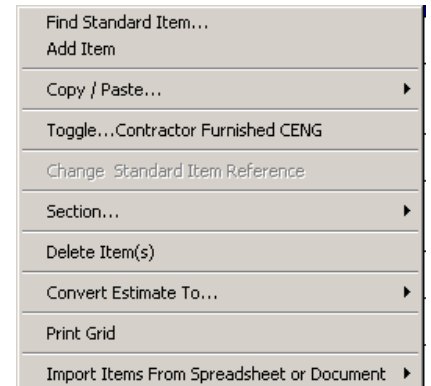 Find Standard Item...
Add Item
Copy / Paste...
Toggle...Contractor Furnished CENG
Change Standard Item Reference
Section...
Delete Item(s)
Convert Estimate To...
Print Grid
Import Items From Spreadsheet or Document